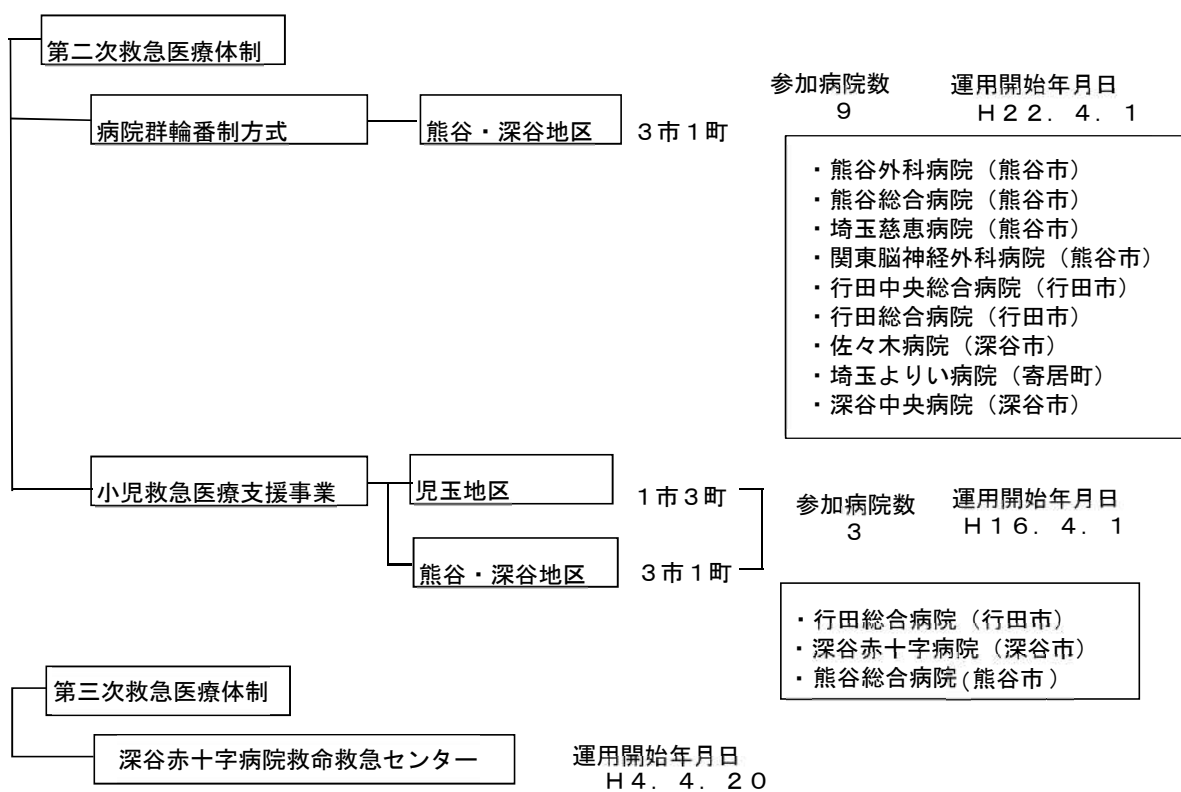 第二次救急医療体制
参加病院数 運用開始年月日
9 H22. 4. 1
病院群輪番制方式 熊谷・深谷地区 3市1町
・熊谷外科病院(熊谷市)
・熊谷総合病院(熊谷市)
・埼玉慈恵病院(熊谷市)
・関東脳神経外科病院(熊谷市)
・行田中央総合病院(行田市)
・行田総合病院(行田市)
・佐々木病院(深谷市)
・埼玉よりい病院(寄居町)
・深谷中央病院(深谷市)
小児救急医療支援事業 児玉地区 1市3町
参加病院数 運用開始年月日
3 H16. 4. 1
熊谷・深谷地区 3市1町
・行田総合病院(行田市)
・深谷赤十字病院(深谷市)
・熊谷総合病院(熊谷市)
第三次救急医療体制
深谷赤十字病院救命救急センター 運用開始年月日
H4. 4. 20